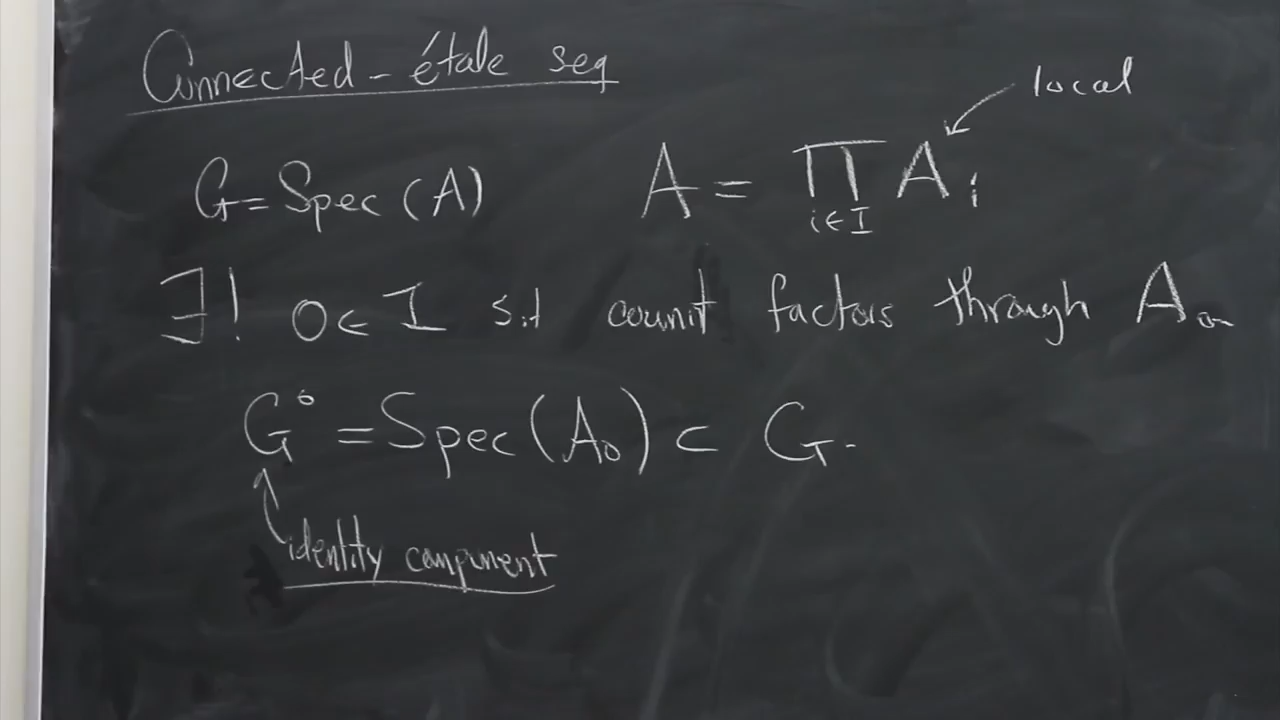 Connected-étale seq
local
G = Spec(A) A = ∏_{i∈I} A_i
∃! 0∈I s.t counit factors through A_0
G° = Spec(A_0) ⊂ G.
identity component